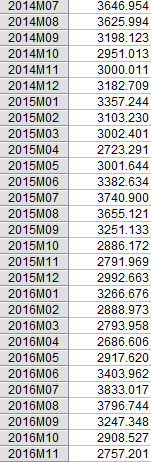 2014M07 3646.954
2014M08 3625.994
2014M09 3198.123
2014M10 2951.013
2014M11 3000.011
2014M12 3182.709
2015M01 3357.244
2015M02 3103.230
2015M03 3002.401
2015M04 2723.291
2015M05 3001.644
2015M06 3382.634
2015M07 3740.900
2015M08 3655.121
2015M09 3251.133
2015M10 2886.172
2015M11 2791.969
2015M12 2992.663
2016M01 3266.676
2016M02 2888.973
2016M03 2793.958
2016M04 2686.606
2016M05 2917.620
2016M06 3403.962
2016M07 3833.017
2016M08 3796.744
2016M09 3247.348
2016M10 2908.527
2016M11 2757.201